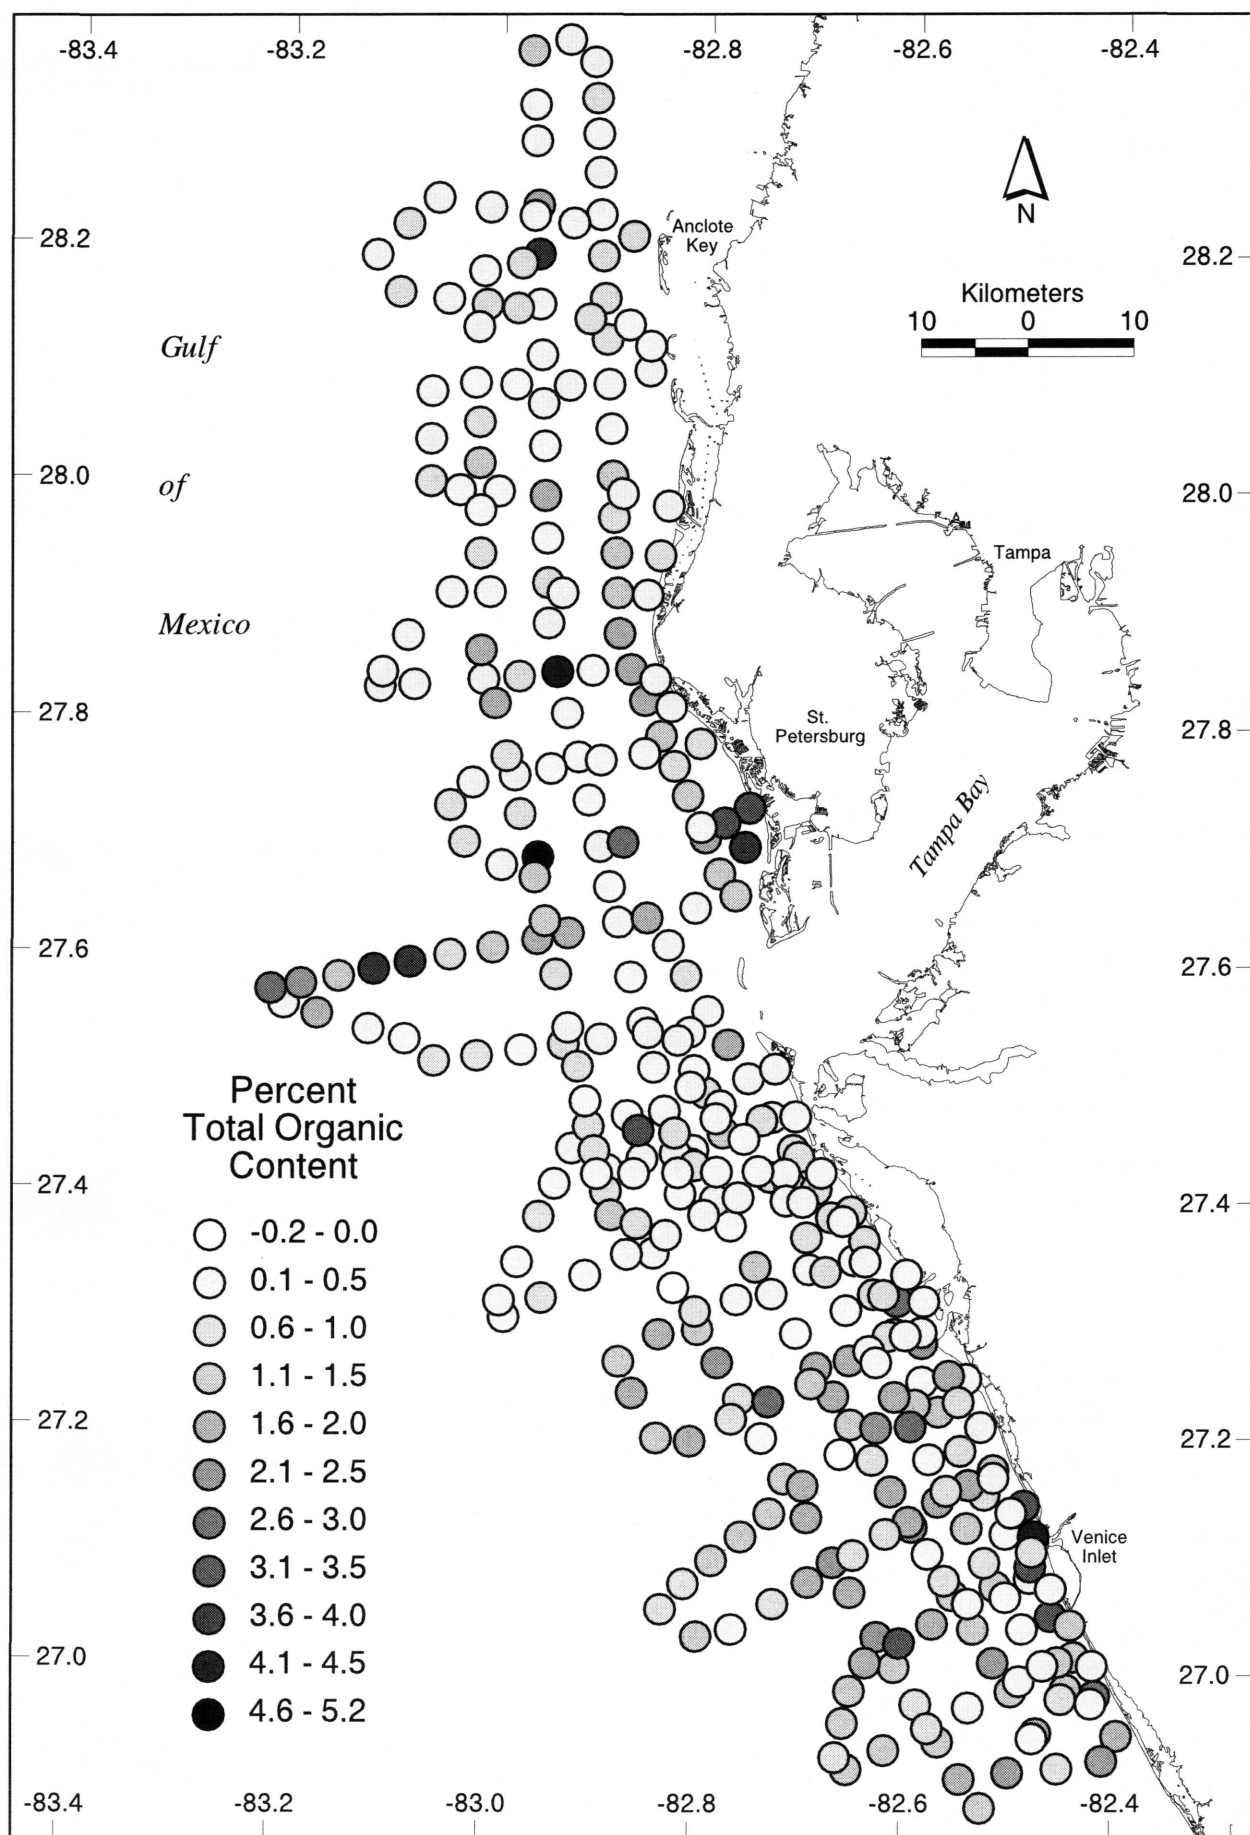 -83.4 -83.2 -82.8 -82.6 -82.4
Anclote
Key
N
28.2
28.2
Kilometers
10 0 10
Gulf
28.0
of
28.0
Tampa
Mexico
27.8
St.
Petersburg
27.8
Tampa Bay
27.6
27.6
Percent
Total Organic
Content
27.4
27.4
-0.2 - 0.0
0.1 - 0.5
0.6 - 1.0
1.1 - 1.5
1.6 - 2.0
2.1 - 2.5
2.6 - 3.0
3.1 - 3.5
3.6 - 4.0
4.1 - 4.5
4.6 - 5.2
27.2
27.2
Venice
Inlet
27.0
27.0
-83.4 -83.2 -83.0 -82.8 -82.6 -82.4